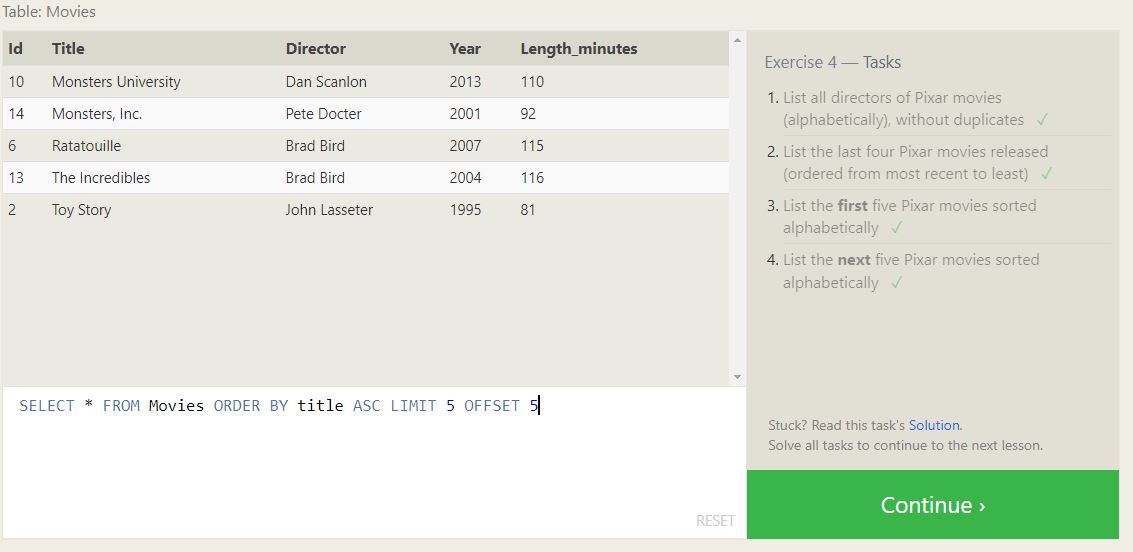 Table: Movies
Id Title Director Year Length_minutes
10 Monsters University Dan Scanlon 2013 110
14 Monsters, Inc. Pete Docter 2001 92
6 Ratatouille Brad Bird 2007 115
13 The Incredibles Brad Bird 2004 116
2 Toy Story John Lasseter 1995 81
SELECT * FROM Movies ORDER BY title ASC LIMIT 5 OFFSET 5
RESET
Exercise 4 — Tasks
1. List all directors of Pixar movies
(alphabetically), without duplicates ✓
2. List the last four Pixar movies released
(ordered from most recent to least) ✓
3. List the first five Pixar movies sorted
alphabetically ✓
4. List the next five Pixar movies sorted
alphabetically ✓
Stuck? Read this task's Solution.
Solve all tasks to continue to the next lesson.
Continue ›